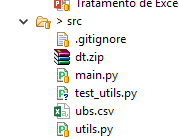 Tratamento de Exce
> src
.gitignore
dt.zip
main.py
test_utils.py
ubs.csv
utils.py